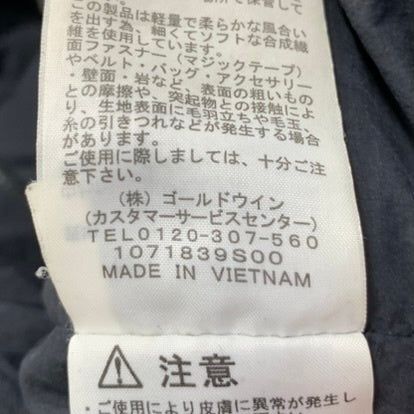 この製品は軽量で柔らかな風合い
を出す為、細くてソフトな合成繊
維を使用しています。
面ファスナー（マジックテープ）
やベルト・バッグ・アクセサリー
・壁面・岩など、表面の粗いもの
との摩擦や、突起物との接触によ
り、生地表面に毛羽立ちや毛玉、
糸の引きつれなどが発生する場合
があります。
ご使用に際しましては、十分ご注
意下さい。
（株）ゴールドウイン
(カスタマーサービスセンター)
TEL0120-307-560
1071839S00
MADE IN VIETNAM
注意
・ご使用により皮膚に異常が発生し